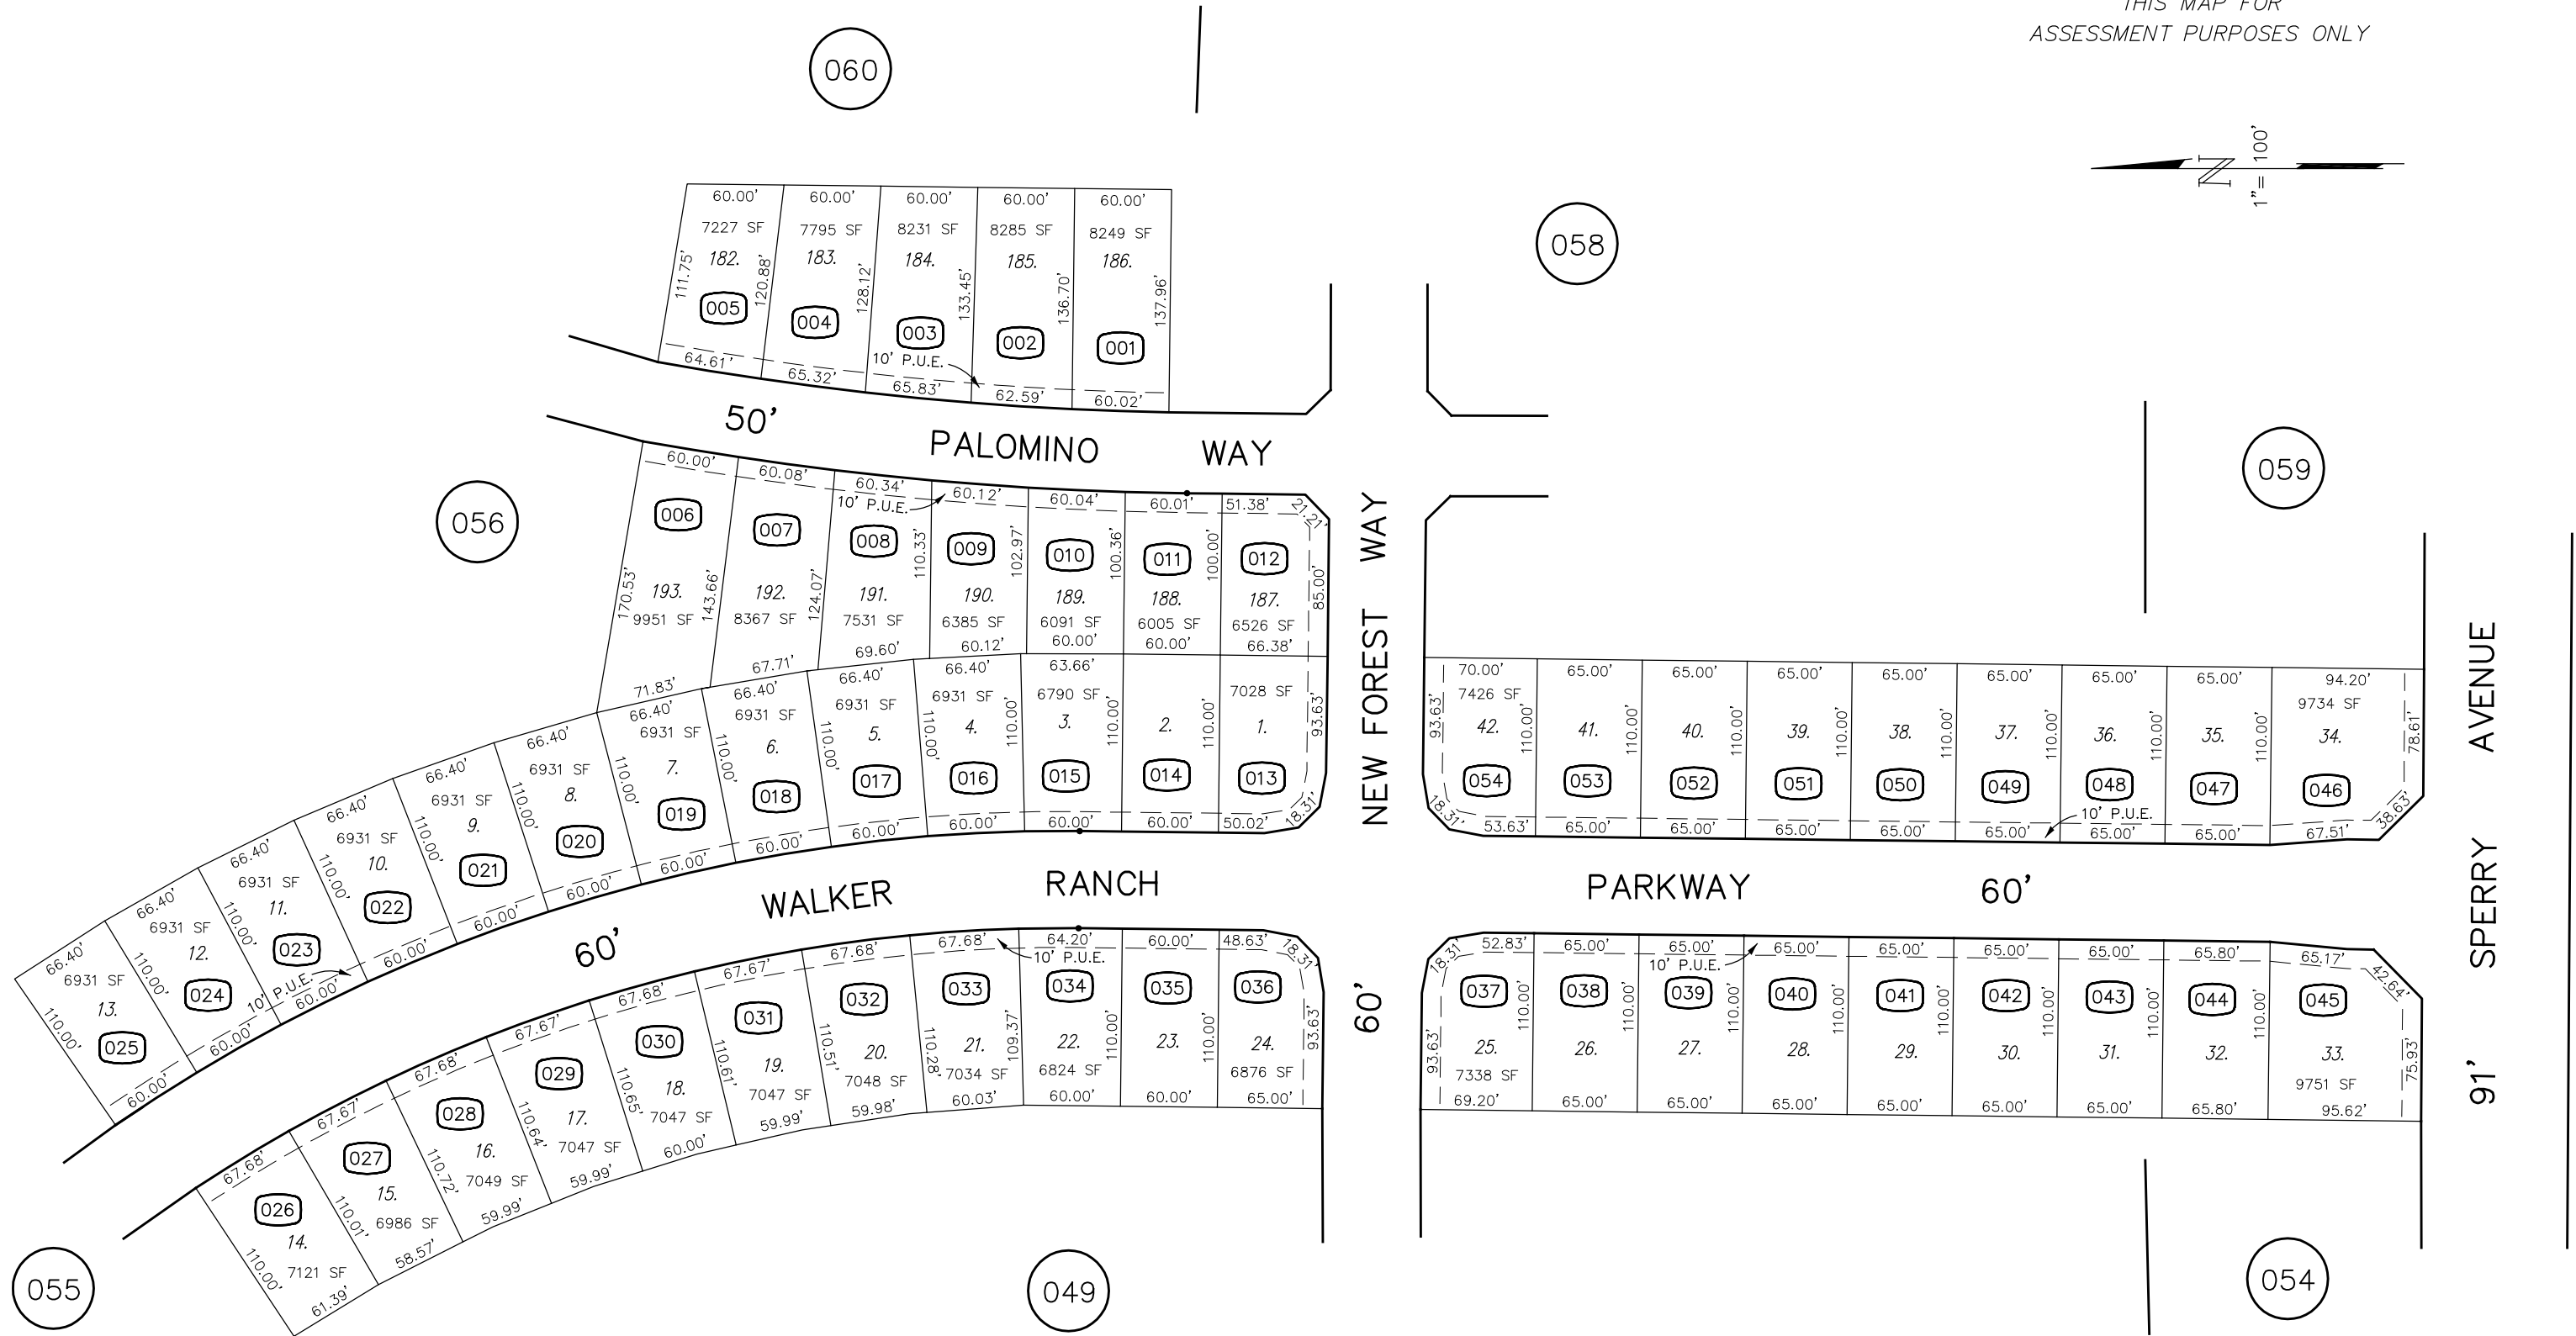 THIS MAP FOR
ASSESSMENT PURPOSES ONLY
060
N
1"= 100'
058
60.00' 60.00' 60.00' 60.00' 60.00'
7227 SF 7795 SF 8231 SF 8285 SF 8249 SF
182. 183. 184. 185. 186.
111.75' 120.88' 128.12' 133.45' 136.70' 137.96'
005 004 003 002 001
10' P.U.E.
64.61' 65.32' 65.83' 62.59' 60.02'
50' PALOMINO WAY
059
056
60.00' 60.08' 60.34' 60.12' 60.04' 60.01' 51.38' 21.21'
10' P.U.E.
006 007 008 009 010 011 012
170.53' 143.66' 124.07' 110.33' 102.97' 100.36' 100.00' 85.00'
193. 192. 191. 190. 189. 188. 187.
9951 SF 8367 SF 7531 SF 6385 SF 6091 SF 6005 SF 6526 SF
71.83' 67.71' 69.60' 60.12' 60.00' 60.00' 66.38'
NEW FOREST WAY
60'
66.40' 66.40' 66.40' 66.40' 66.40' 66.40' 66.40' 66.40' 66.40' 66.40' 63.66'
6931 SF 6931 SF 6931 SF 6931 SF 6931 SF 6931 SF 6931 SF 6931 SF 6931 SF 6931 SF 6790 SF 7028 SF
13. 12. 11. 10. 9. 8. 7. 6. 5. 4. 3. 2. 1.
110.00' 110.00' 110.00' 110.00' 110.00' 110.00' 110.00' 110.00' 110.00' 110.00' 110.00' 110.00' 110.00' 93.63'
025 024 023 022 021 020 019 018 017 016 015 014 013
10' P.U.E.
60.00' 60.00' 60.00' 60.00' 60.00' 60.00' 60.00' 60.00' 60.00' 60.00' 60.00' 60.00' 50.02' 18.31'
70.00' 65.00' 65.00' 65.00' 65.00' 65.00' 65.00' 65.00' 94.20'
7426 SF 9734 SF
42. 41. 40. 39. 38. 37. 36. 35. 34.
93.63' 110.00' 110.00' 110.00' 110.00' 110.00' 110.00' 110.00' 110.00' 78.61'
054 053 052 051 050 049 048 047 046
10' P.U.E.
18.31' 53.63' 65.00' 65.00' 65.00' 65.00' 65.00' 65.00' 65.00' 67.51' 38.63'
60' WALKER RANCH PARKWAY 60'
91' SPERRY AVENUE
67.68' 67.67' 67.68' 67.67' 67.68' 67.67' 67.68' 67.68' 64.20' 60.00' 48.63' 18.31'
10' P.U.E.
026 027 028 029 030 031 032 033 034 035 036
110.00' 110.01' 110.72' 110.64' 110.65' 110.61' 110.51' 110.28' 109.37' 110.00' 110.00' 93.63'
14. 15. 16. 17. 18. 19. 20. 21. 22. 23. 24.
7121 SF 6986 SF 7049 SF 7047 SF 7047 SF 7047 SF 7048 SF 7034 SF 6824 SF 6876 SF
61.39' 58.57' 59.99' 59.99' 60.00' 59.99' 59.98' 60.03' 60.00' 60.00' 65.00'
18.31' 52.83' 65.00' 65.00' 65.00' 65.00' 65.00' 65.00' 65.80' 65.17' 42.64'
10' P.U.E.
037 038 039 040 041 042 043 044 045
93.63' 110.00' 110.00' 110.00' 110.00' 110.00' 110.00' 110.00' 110.00' 75.93'
25. 26. 27. 28. 29. 30. 31. 32. 33.
7338 SF 9751 SF
69.20' 65.00' 65.00' 65.00' 65.00' 65.00' 65.00' 65.80' 95.62'
055
049
054